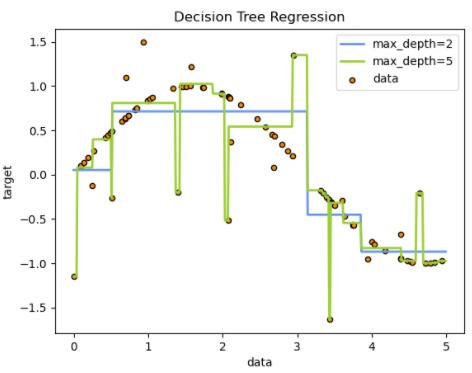 Decision Tree Regression
max_depth=2
max_depth=5
data
target
1.5
1.0
0.5
0.0
−0.5
−1.0
−1.5
0 1 2 3 4 5
data